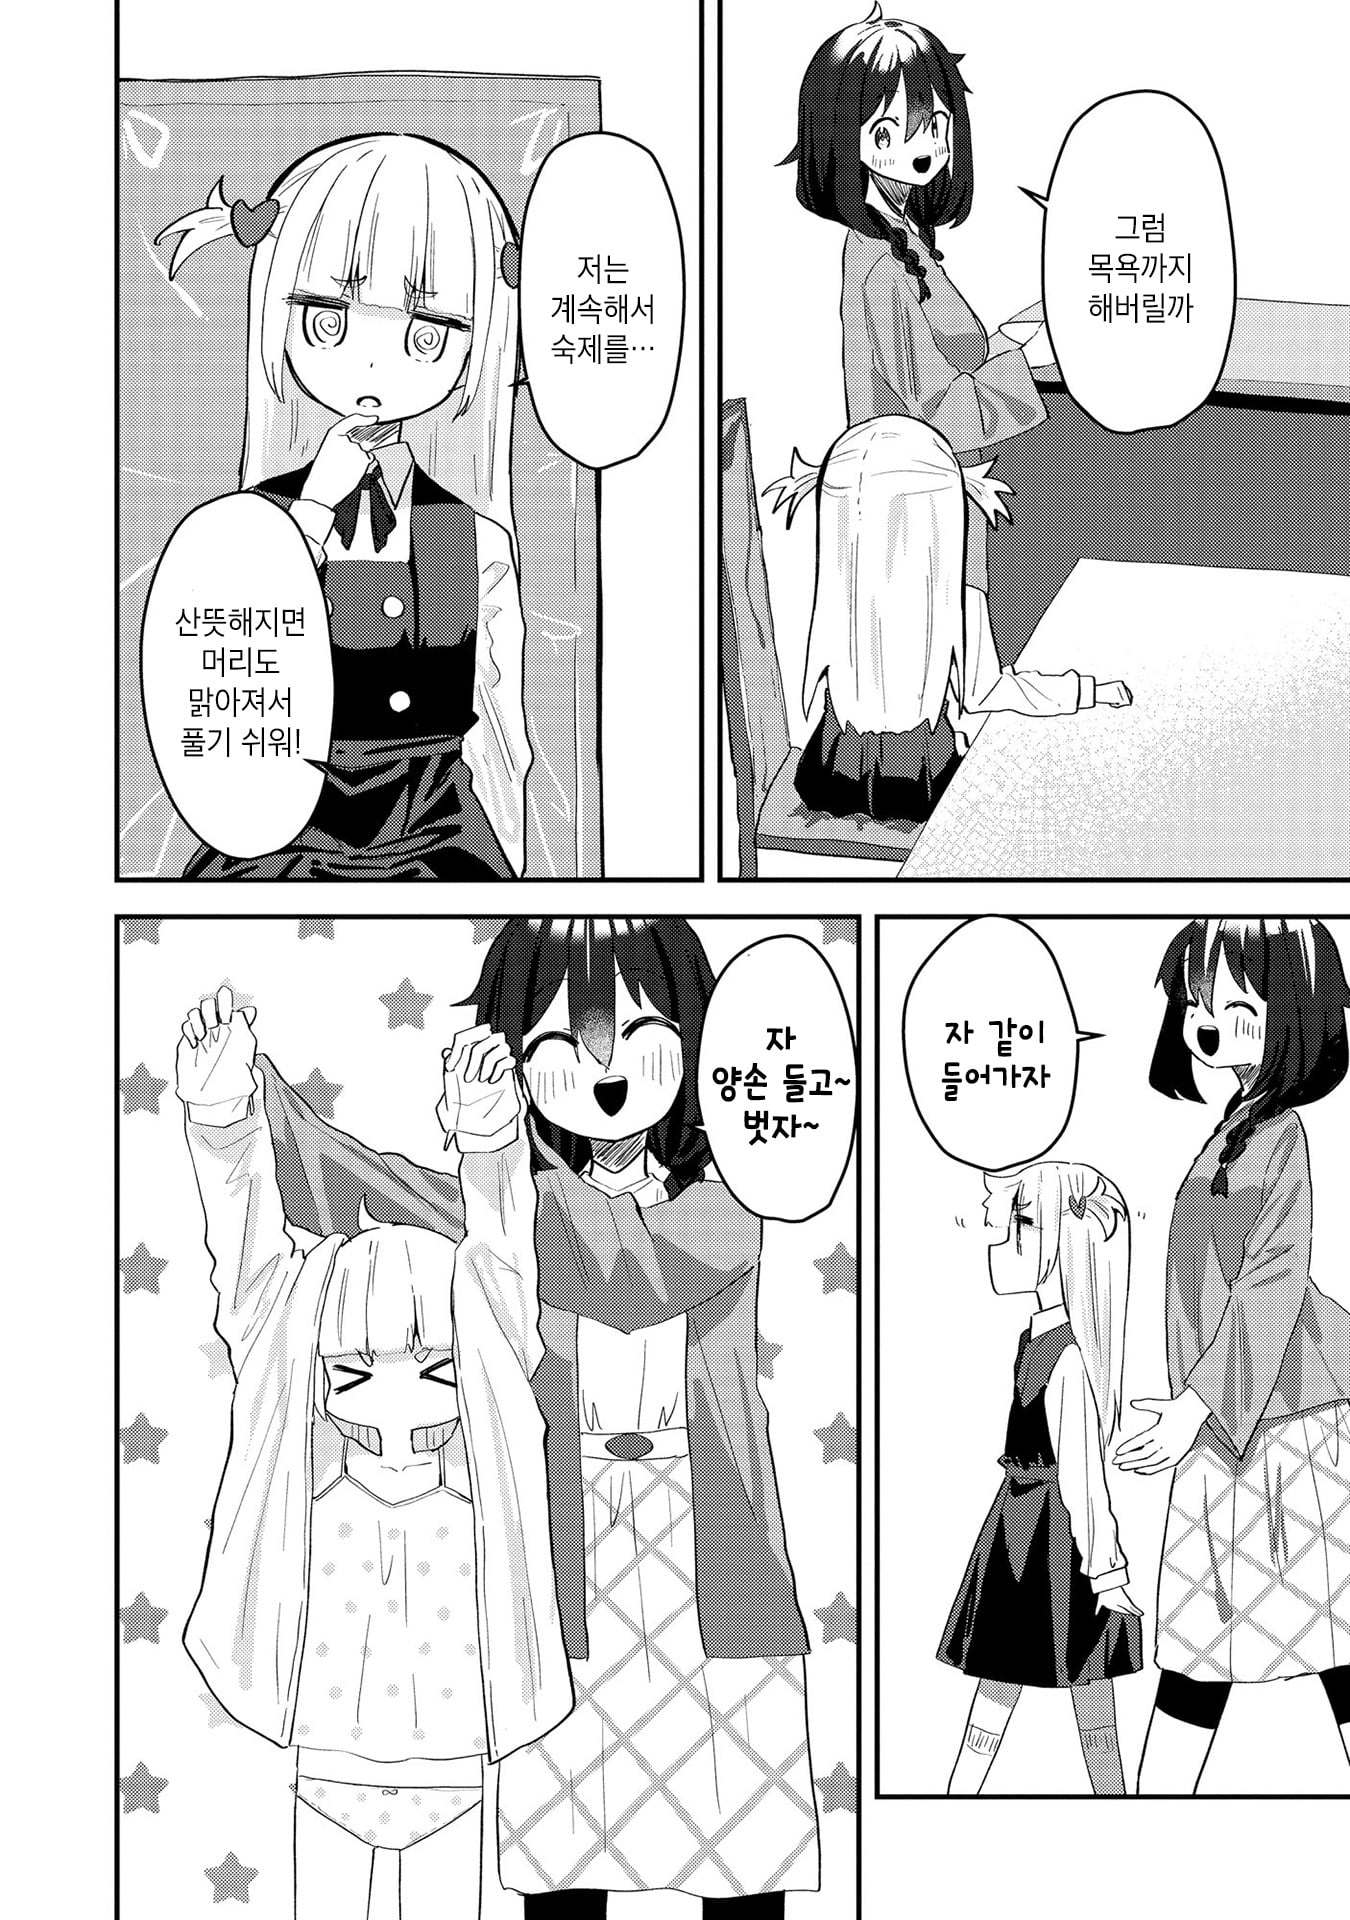 그럼
목욕까지
해버릴까
저는
계속해서
숙제를…
산뜻해지면
머리도
맑아져서
풀기 쉬워!
자 같이
들어가자
자
양손 들고~
벗자~